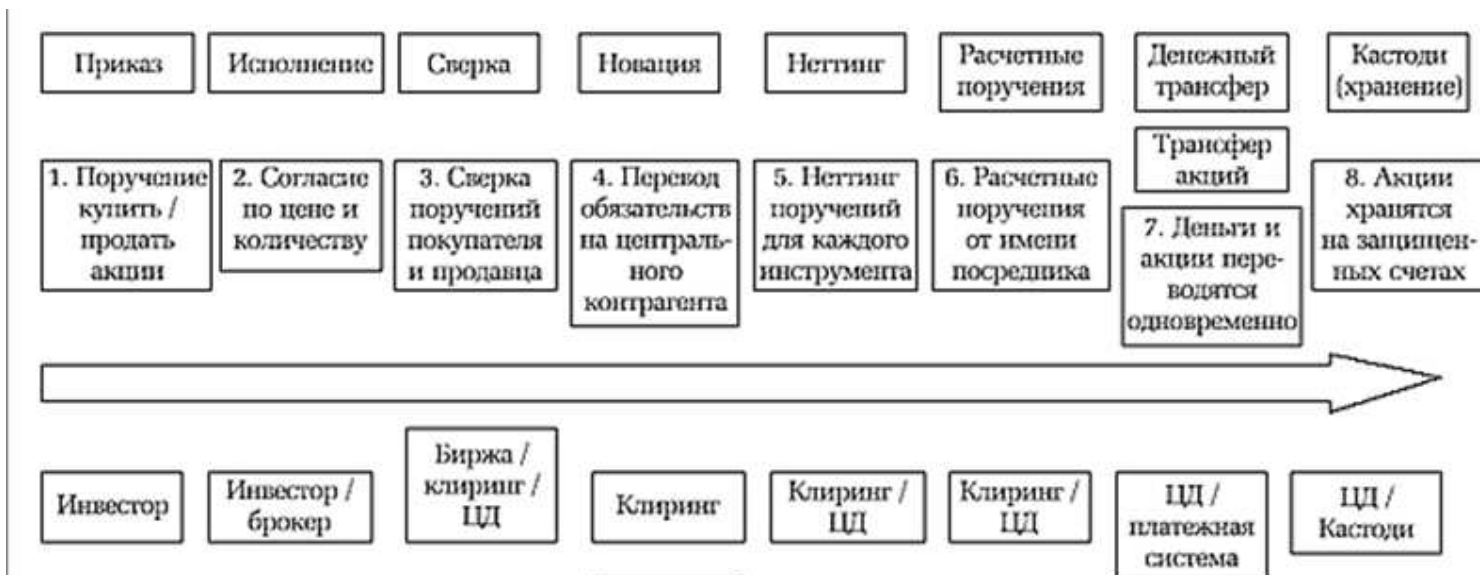 Приказ
Исполнение
Сверка
Новация
Неттинг
Расчетные
поручения
Денежный
трансфер
Кастоди
(хранение)
Трансфер
акций
1. Поручение
купить /
продать
акции
2. Согласие
по цене и
количеству
3. Сверка
поручений
покупателя
и продавца
4. Перевод
обязательств
на централь-
ного
контрагента
5. Неттинг
поручений
для каждого
инструмента
6. Расчетные
поручения
от имени
посредника
7. Деньги и
акции пере-
водятся
одновременно
8. Акции
хранятся
на защищен-
ных счетах
Инвестор
Инвестор /
брокер
Биржа /
клиринг /
ЦД
Клиринг
Клиринг /
ЦД
Клиринг /
ЦД
ЦД /
платежная
система
ЦД /
Кастоди